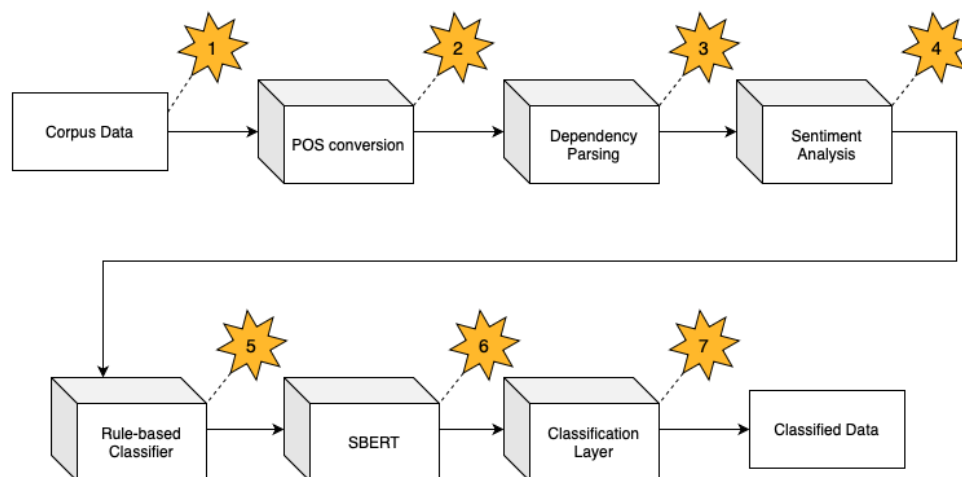 1
2
3
4
Corpus Data
POS conversion
Dependency
Parsing
Sentiment
Analysis
5
6
7
Rule-based
Classifier
SBERT
Classification
Layer
Classified Data